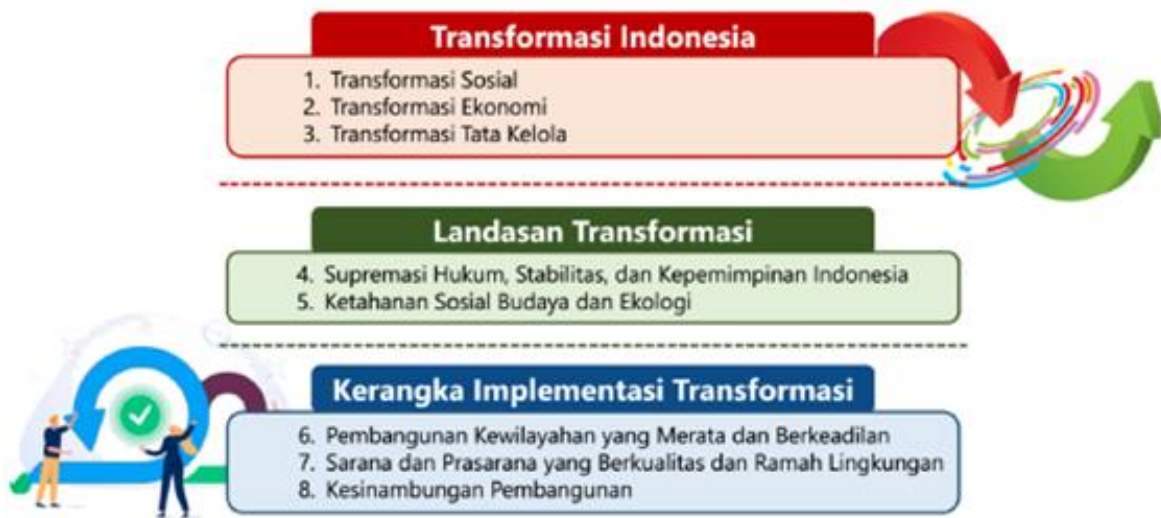 Transformasi Indonesia
1. Transformasi Sosial
2. Transformasi Ekonomi
3. Transformasi Tata Kelola
Landasan Transformasi
4. Supremasi Hukum, Stabilitas, dan Kepemimpinan Indonesia
5. Ketahanan Sosial Budaya dan Ekologi
Kerangka Implementasi Transformasi
6. Pembangunan Kewilayahan yang Merata dan Berkeadilan
7. Sarana dan Prasarana yang Berkualitas dan Ramah Lingkungan
8. Kesinambungan Pembangunan